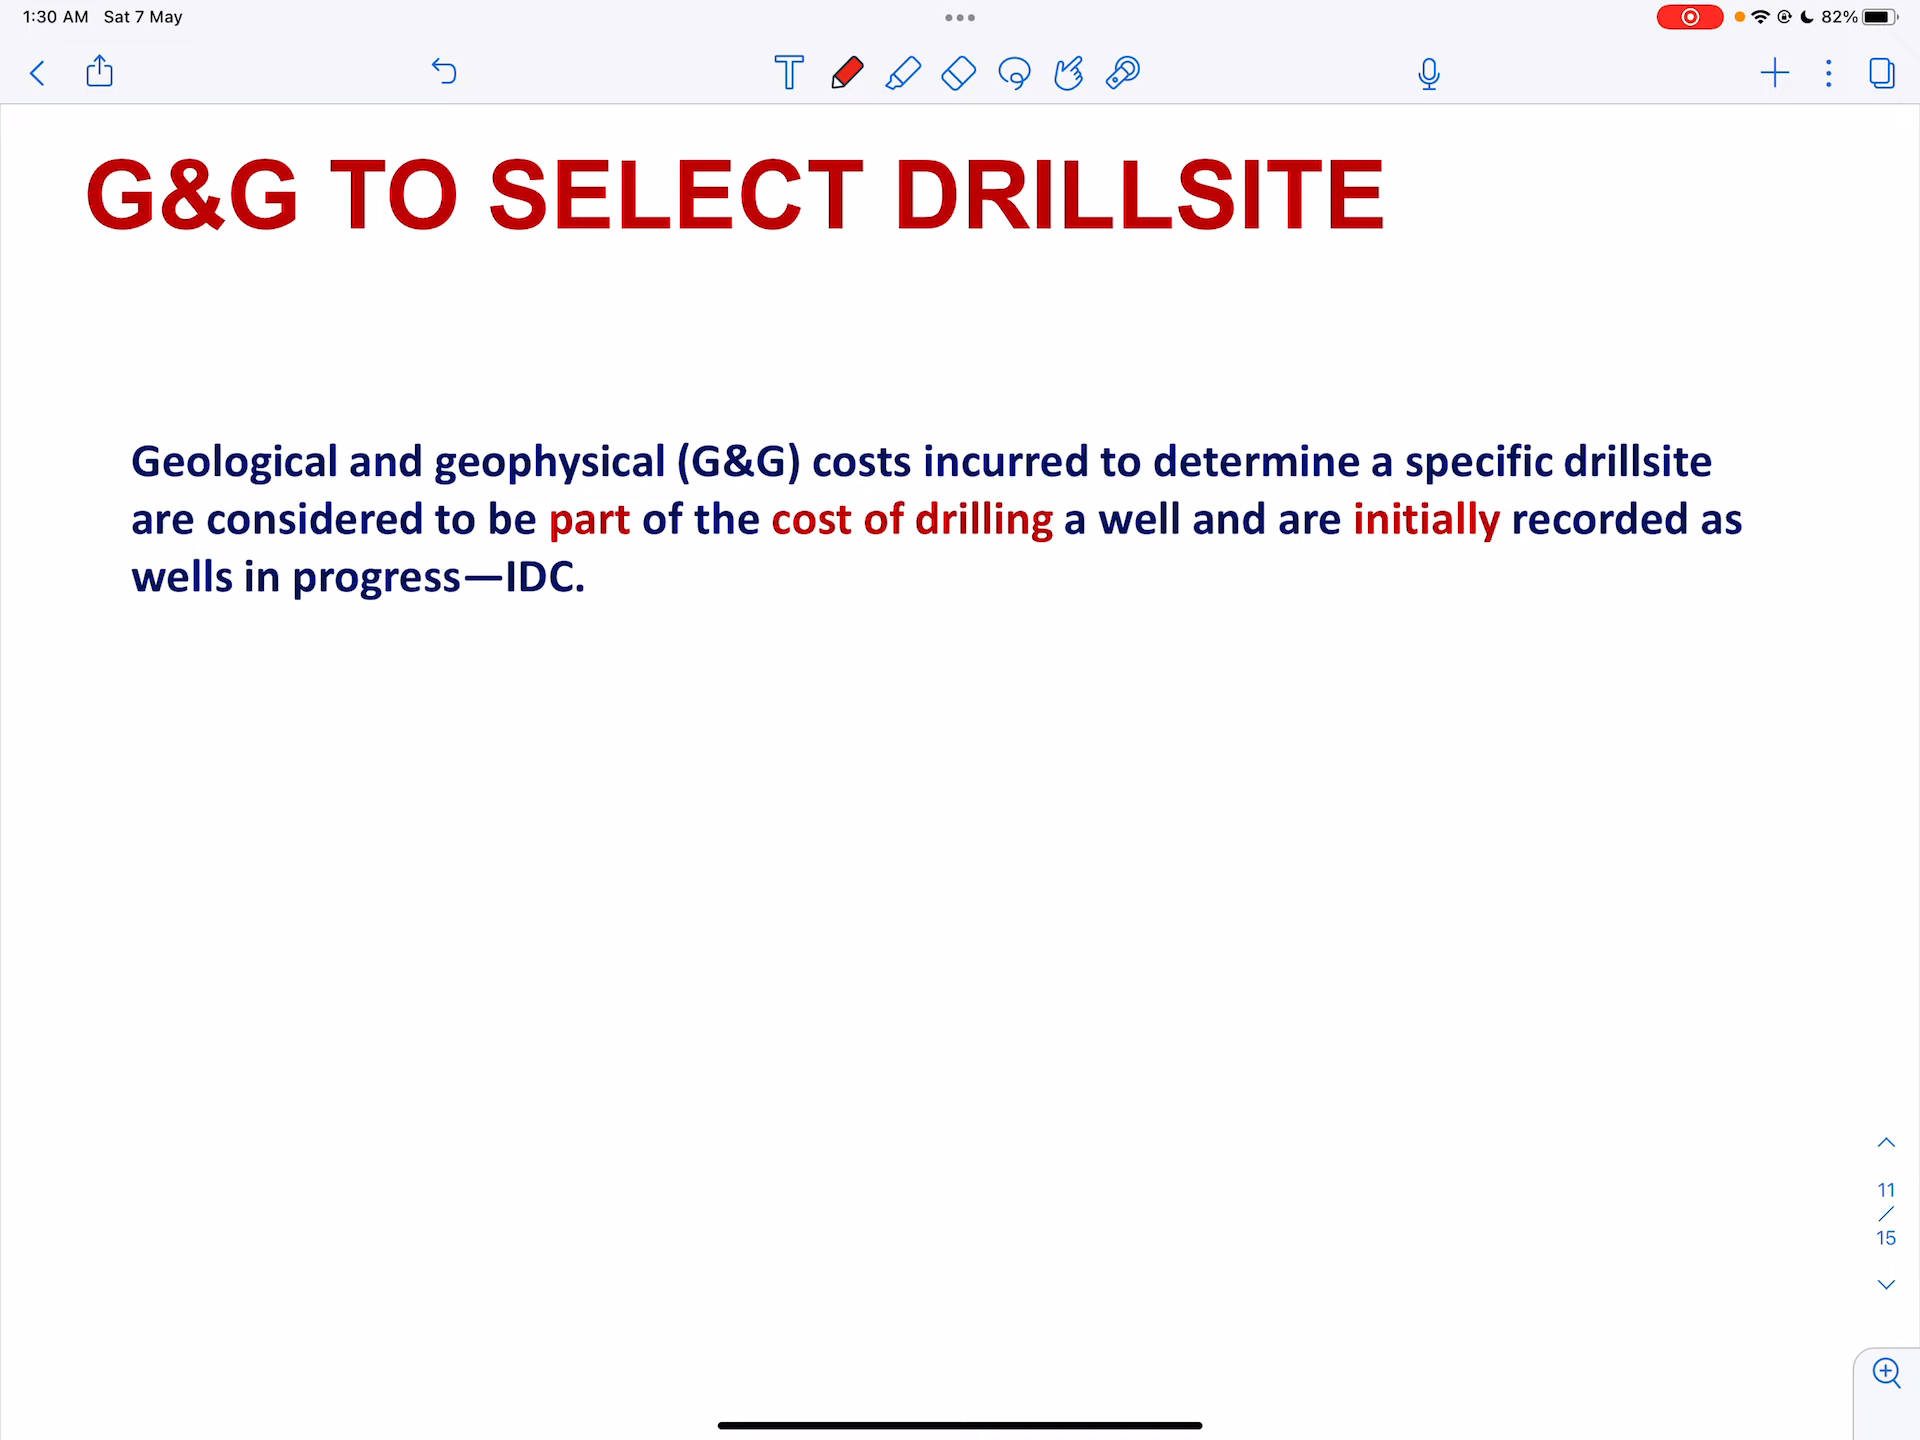 1:30 AM Sat 7 May
82%
G&G TO SELECT DRILLSITE
Geological and geophysical (G&G) costs incurred to determine a specific drillsite
are considered to be part of the cost of drilling a well and are initially recorded as
wells in progress—IDC.
11
/
15